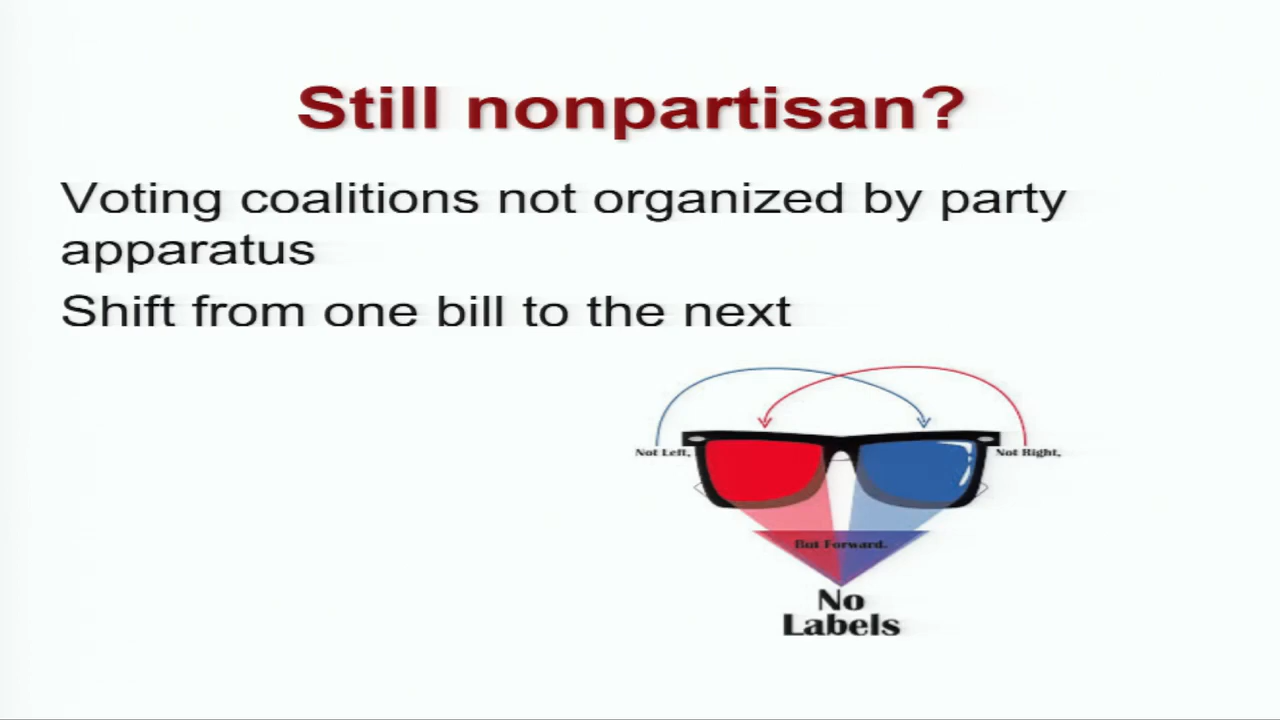 Still nonpartisan?
Voting coalitions not organized by party
apparatus
Shift from one bill to the next
Not Left,
Not Right,
But Forward.
No
Labels